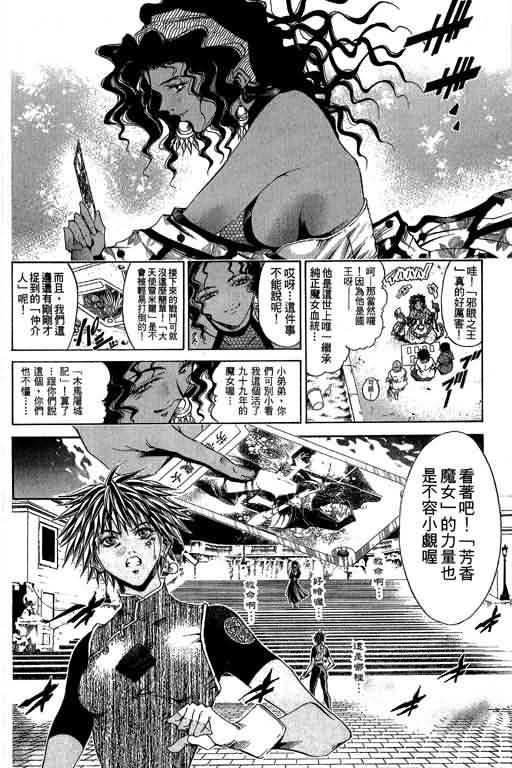 哇！「邪眼之王
」真的好厲害！
呵，那當然囉
！因為他是國
王呀！
他是這世上唯一繼承
純正魔女血統，
哎呀…這件事
不能說呢！
接下來的戰鬥可就
沒這麼簡單！「大
天使雷米爾」是不
會被輕易打倒的！
而且，我們這
邊還有剛剛才
捉到的「仲介
人」呢！
小弟弟，你
們可別小看
我這個活了
九十九年的
魔女喔！
「木馬屠城
記」！算了
…跟你們說
這個，你們
也不懂…
看著吧！「芳香
魔女」的力量也
是不容小覷喔
救命啊…
好嗆喔…
救命啊…
這是哪裡…